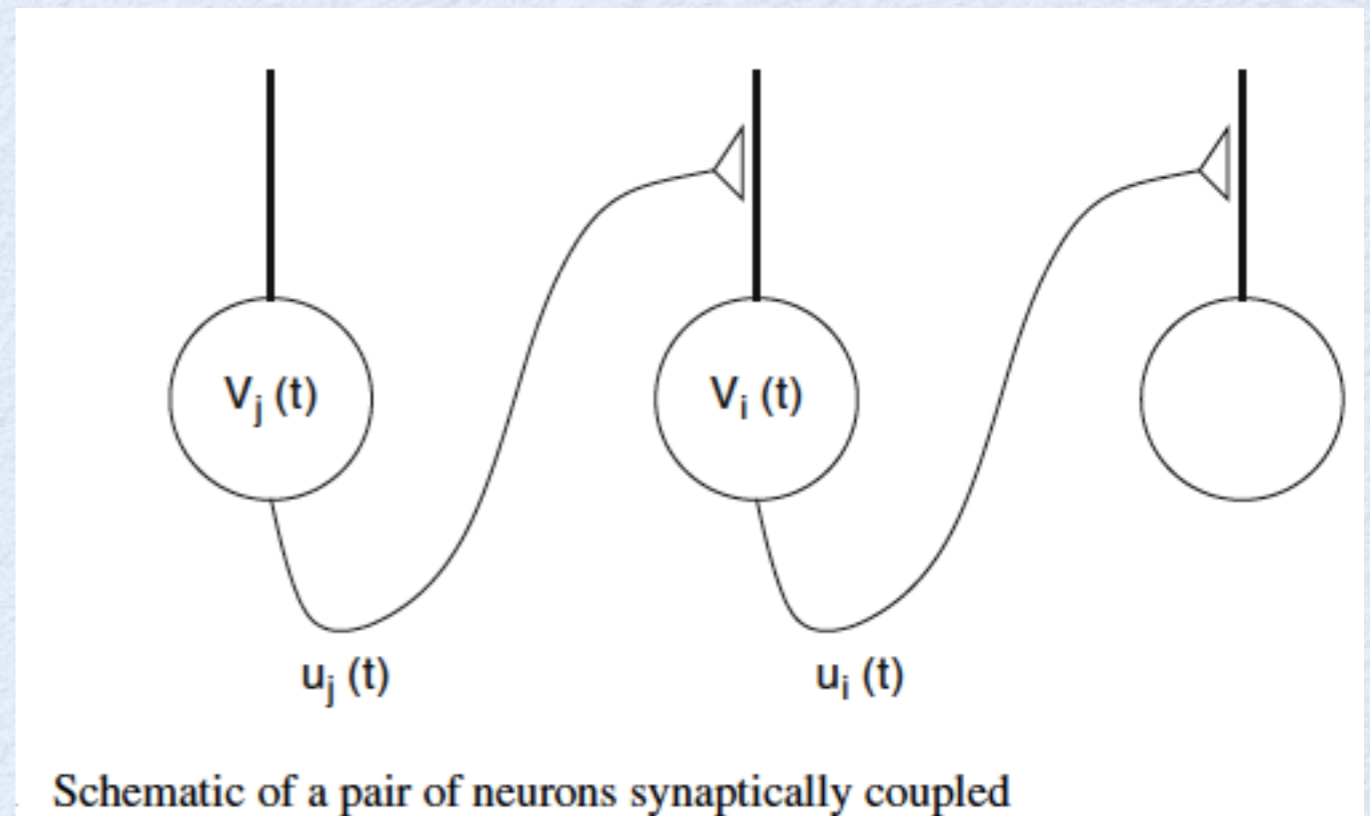 V_j (t) V_i (t)
u_j (t) u_i (t)
Schematic of a pair of neurons synaptically coupled